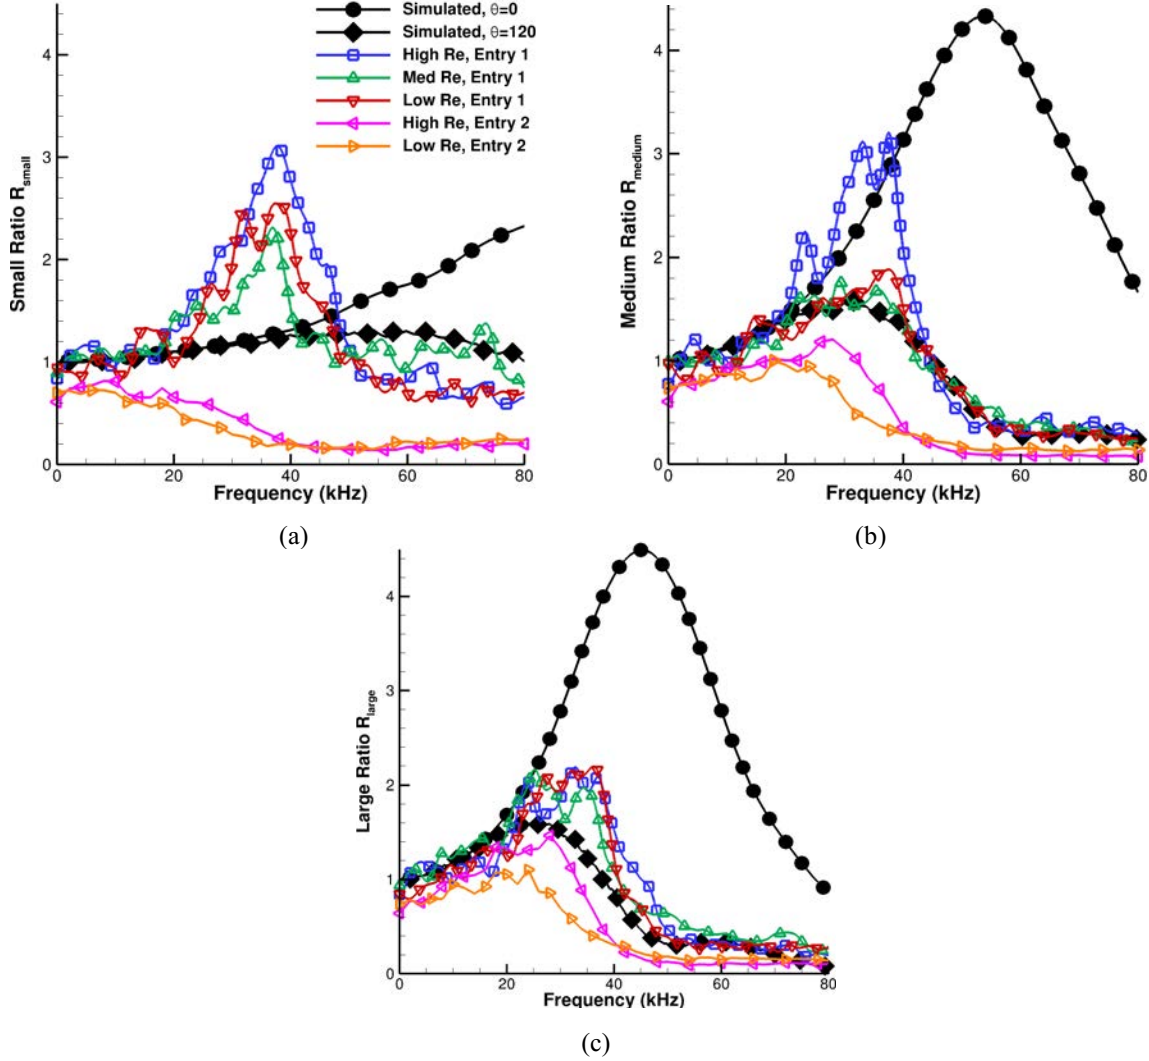 Simulated, θ=0
Simulated, θ=120
High Re, Entry 1
Med Re, Entry 1
Low Re, Entry 1
High Re, Entry 2
Low Re, Entry 2
Small Ratio R_small
4
3
2
1
0
0 20 40 60 80
Frequency (kHz)
(a)
Medium Ratio R_medium
4
3
2
1
0
0 20 40 60 80
Frequency (kHz)
(b)
Large Ratio R_large
4
3
2
1
0
0 20 40 60 80
Frequency (kHz)
(c)